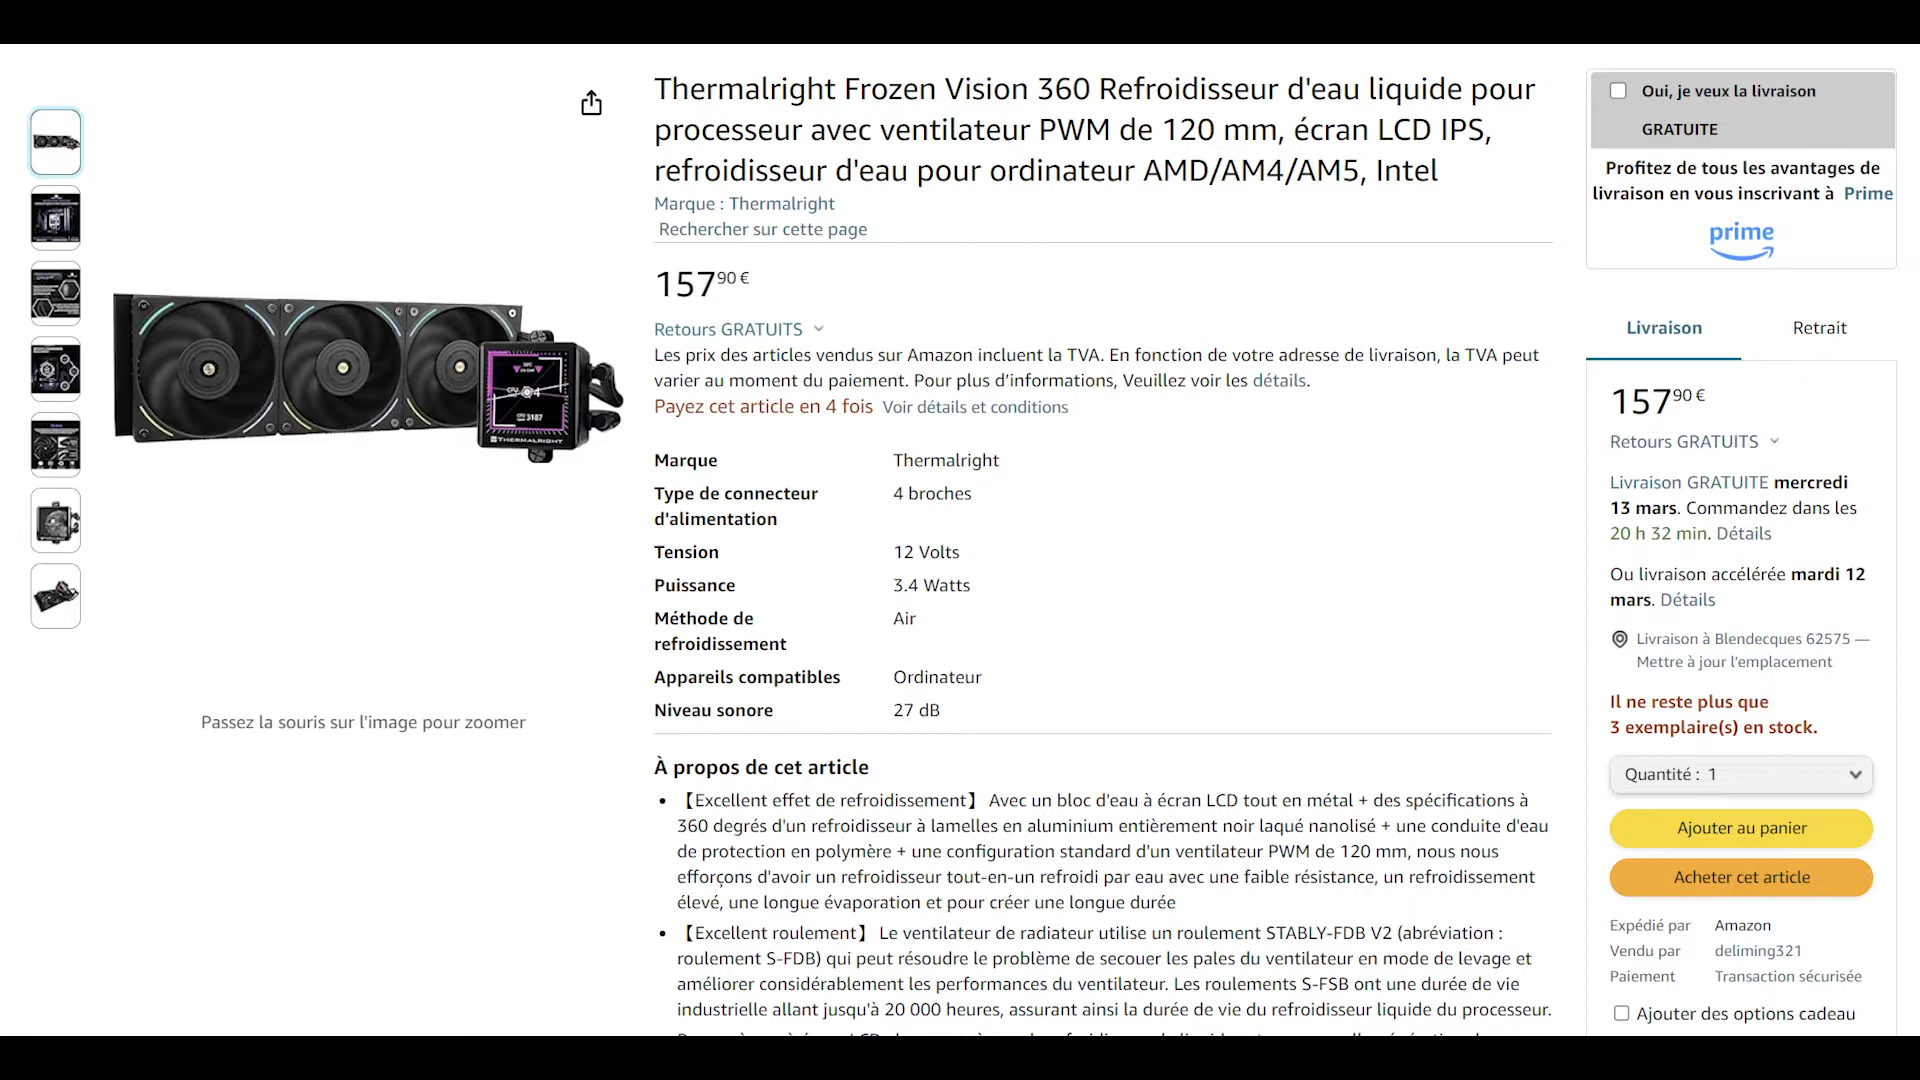 Thermalright Frozen Vision 360 Refroidisseur d'eau liquide pour
processeur avec ventilateur PWM de 120 mm, écran LCD IPS,
refroidisseur d'eau pour ordinateur AMD/AM4/AM5, Intel
Marque : Thermalright
Rechercher sur cette page
157⁹⁰ €
Retours GRATUITS
Les prix des articles vendus sur Amazon incluent la TVA. En fonction de votre adresse de livraison, la TVA peut
varier au moment du paiement. Pour plus d’informations, Veuillez voir les détails.
Payez cet article en 4 fois Voir détails et conditions
Marque Thermalright
Type de connecteur 4 broches
d'alimentation
Tension 12 Volts
Puissance 3.4 Watts
Méthode de Air
refroidissement
Appareils compatibles Ordinateur
Niveau sonore 27 dB
À propos de cet article
• 【Excellent effet de refroidissement】 Avec un bloc d'eau à écran LCD tout en métal + des spécifications à
360 degrés d'un refroidisseur à lamelles en aluminium entièrement noir laqué nanolisé + une conduite d'eau
de protection en polymère + une configuration standard d'un ventilateur PWM de 120 mm, nous nous
efforçons d'avoir un refroidisseur tout-en-un refroidi par eau avec une faible résistance, un refroidissement
élevé, une longue évaporation et pour créer une longue durée
• 【Excellent roulement】 Le ventilateur de radiateur utilise un roulement STABLY-FDB V2 (abréviation :
roulement S-FDB) qui peut résoudre le problème de secouer les pales du ventilateur en mode de levage et
améliorer considérablement les performances du ventilateur. Les roulements S-FSB ont une durée de vie
industrielle allant jusqu'à 20 000 heures, assurant ainsi la durée de vie du refroidisseur liquide du processeur.
CPU
3187
THERMALRIGHT
Passez la souris sur l'image pour zoomer
Oui, je veux la livraison
GRATUITE
Profitez de tous les avantages de
livraison en vous inscrivant à Prime
prime
Livraison Retrait
157⁹⁰ €
Retours GRATUITS
Livraison GRATUITE mercredi
13 mars. Commandez dans les
20 h 32 min. Détails
Ou livraison accélérée mardi 12
mars. Détails
Livraison à Blendecques 62575 —
Mettre à jour l’emplacement
Il ne reste plus que
3 exemplaire(s) en stock.
Quantité : 1
Ajouter au panier
Acheter cet article
Expédié par Amazon
Vendu par deliming321
Paiement Transaction sécurisée
Ajouter des options cadeau